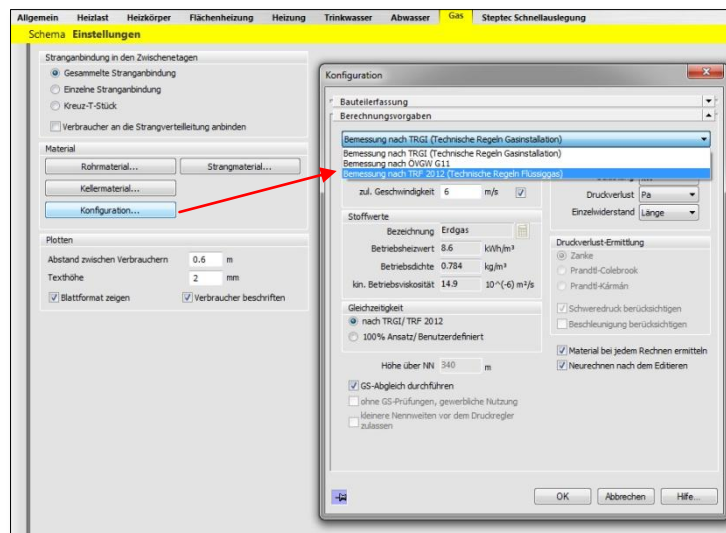 Allgemein Heizlast Heizkörper Flächenheizung Heizung Trinkwasser Abwasser Gas Steptec Schnellauslegung
Schema Einstellungen
Stranganbindung in den Zwischenetagen
Gesammelte Stranganbindung
Einzelne Stranganbindung
Kreuz-T-Stück
Verbraucher an die Strangverteilleitung anbinden
Material
Rohrmaterial... Strangmaterial...
Kellermaterial...
Konfiguration...
Plotten
Abstand zwischen Verbrauchern 0.6 m
Texthöhe 2 mm
Blattformat zeigen Verbraucher beschriften
Konfiguration
Bauteilerfassung
Berechnungsvorgaben
Bemessung nach TRGI (Technische Regeln Gasinstallation)
Bemessung nach TRGI (Technische Regeln Gasinstallation)
Bemessung nach ÖVGW G11
Bemessung nach TRF 2012 (Technische Regeln Flüssiggas)
zul. Geschwindigkeit 6 m/s
Druckverlust Pa
Einzelwiderstand Länge
Stoffwerte
Bezeichnung Erdgas
Betriebsheizwert 8.6 kWh/m³
Betriebsdichte 0.784 kg/m³
kin. Betriebsviskosität 14.9 10^(-6) m²/s
Druckverlust-Ermittlung
Zanke
Prandtl-Colebrook
Prandtl-Kármán
Schweredruck berücksichtigen
Beschleunigung berücksichtigen
Gleichzeitigkeit
nach TRGI/TRF 2012
100% Ansatz/Benutzerdefiniert
Höhe über NN 340 m
Material bei jedem Rechnen ermitteln
Neurechnen nach dem Editieren
GS-Abgleich durchführen
ohne GS-Prüfungen, gewerbliche Nutzung
kleinere Nennweiten vor dem Druckregler
zulassen
OK Abbrechen Hilfe...